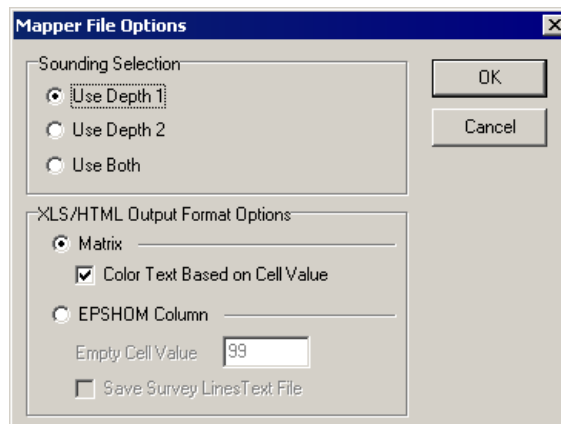 Mapper File Options
Sounding Selection
Use Depth 1
Use Depth 2
Use Both
OK
Cancel
XLS/HTML Output Format Options
Matrix
Color Text Based on Cell Value
EPSHOM Column
Empty Cell Value 99
Save Survey LinesText File